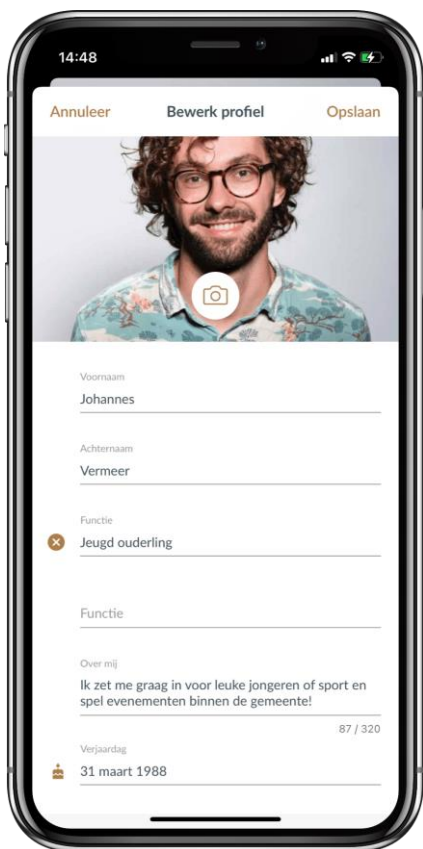 14:48
Annuleer Bewerk profiel Opslaan
Voornaam
Johannes
Achternaam
Vermeer
Functie
Jeugd ouderling
Functie
Over mij
Ik zet me graag in voor leuke jongeren of sport en
spel evenementen binnen de gemeente!
87 / 320
Verjaardag
31 maart 1988